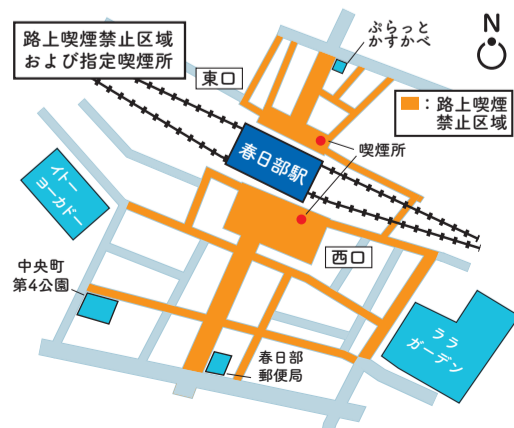 路上喫煙禁止区域
および指定喫煙所
ぷらっと
かすかべ
N
東口
：路上喫煙
禁止区域
喫煙所
春日部駅
イトー
ヨーカドー
西口
中央町
第4公園
ララ
ガーデン
春日部
郵便局